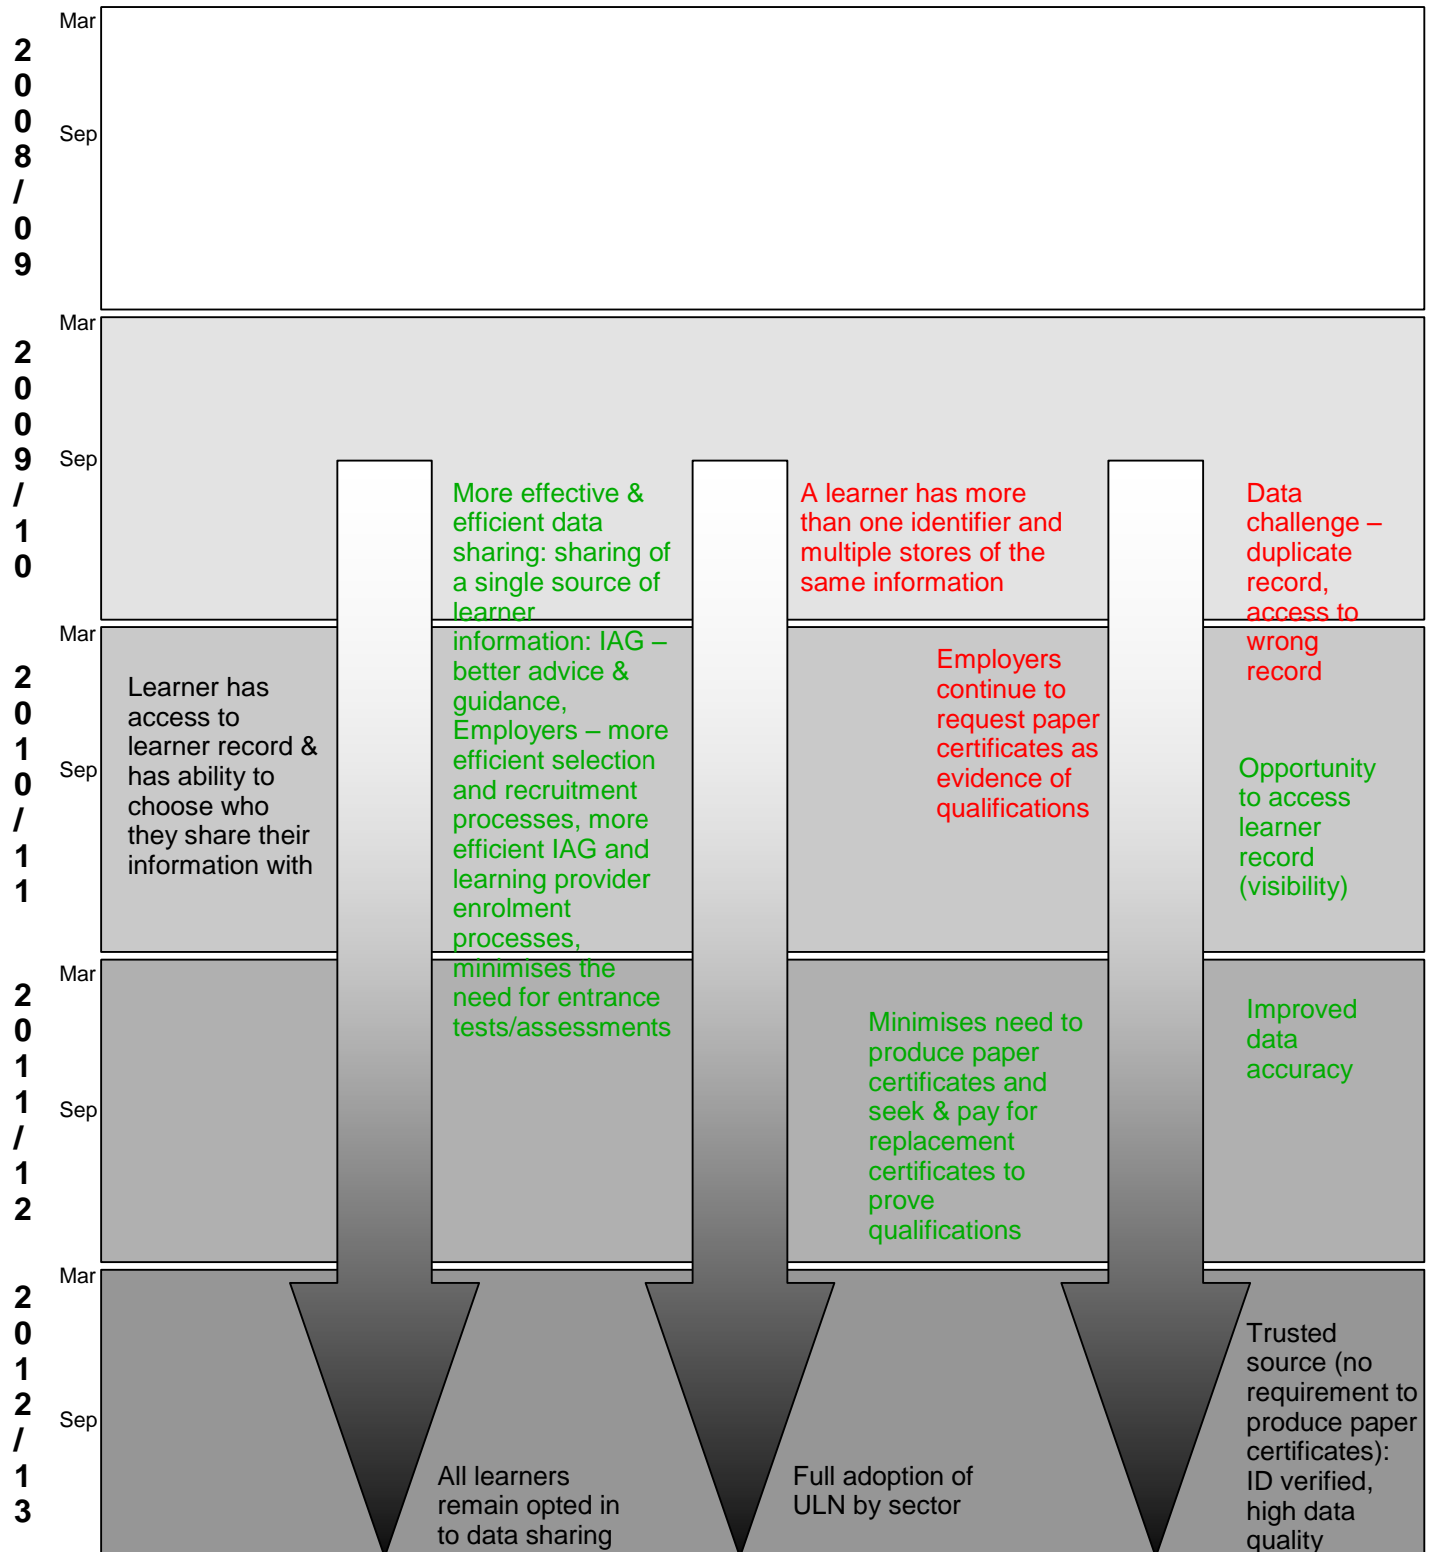 Mar
2
0
0
8
/
0
9
Sep
Mar
2
0
0
9
/
1
0
Sep
More effective &
efficient data
sharing: sharing of
a single source of
learner
information: IAG –
better advice &
guidance,
Employers – more
efficient selection
and recruitment
processes, more
efficient IAG and
learning provider
enrolment
processes,
minimises the
need for entrance
tests/assessments
A learner has more
than one identifier and
multiple stores of the
same information
Data
challenge –
duplicate
record,
access to
wrong
record
Mar
2
0
1
0
/
1
1
Sep
Learner has
access to
learner record &
has ability to
choose who
they share their
information with
Employers
continue to
request paper
certificates as
evidence of
qualifications
Opportunity
to access
learner
record
(visibility)
Mar
2
0
1
1
/
1
2
Sep
Minimises need to
produce paper
certificates and
seek & pay for
replacement
certificates to
prove
qualifications
Improved
data
accuracy
Mar
2
0
1
2
/
1
3
Sep
All learners
remain opted in
to data sharing
Full adoption of
ULN by sector
Trusted
source (no
requirement to
produce paper
certificates):
ID verified,
high data
quality